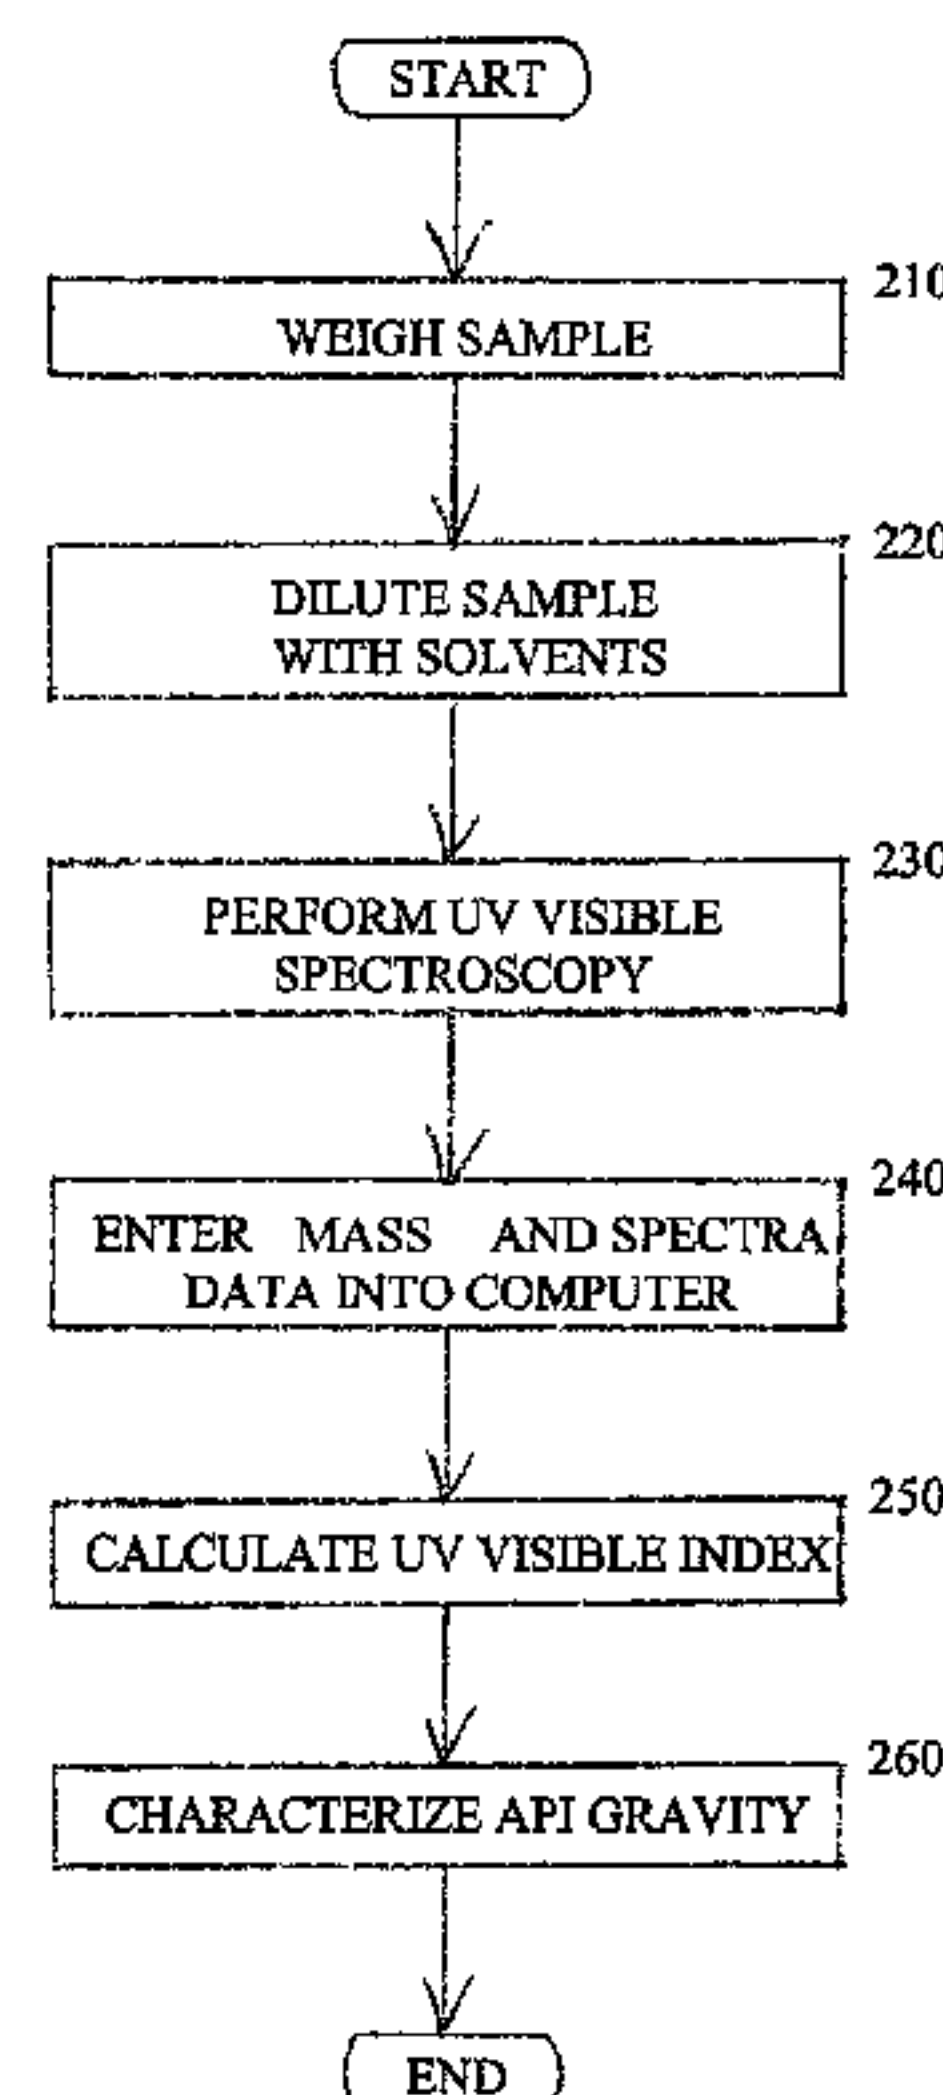 START
210
WEIGH SAMPLE
220
DILUTE SAMPLE
WITH SOLVENTS
230
PERFORM UV VISIBLE
SPECTROSCOPY
240
ENTER MASS AND SPECTRA
DATA INTO COMPUTER
250
CALCULATE UV VISIBLE INDEX
260
CHARACTERIZE API GRAVITY
END